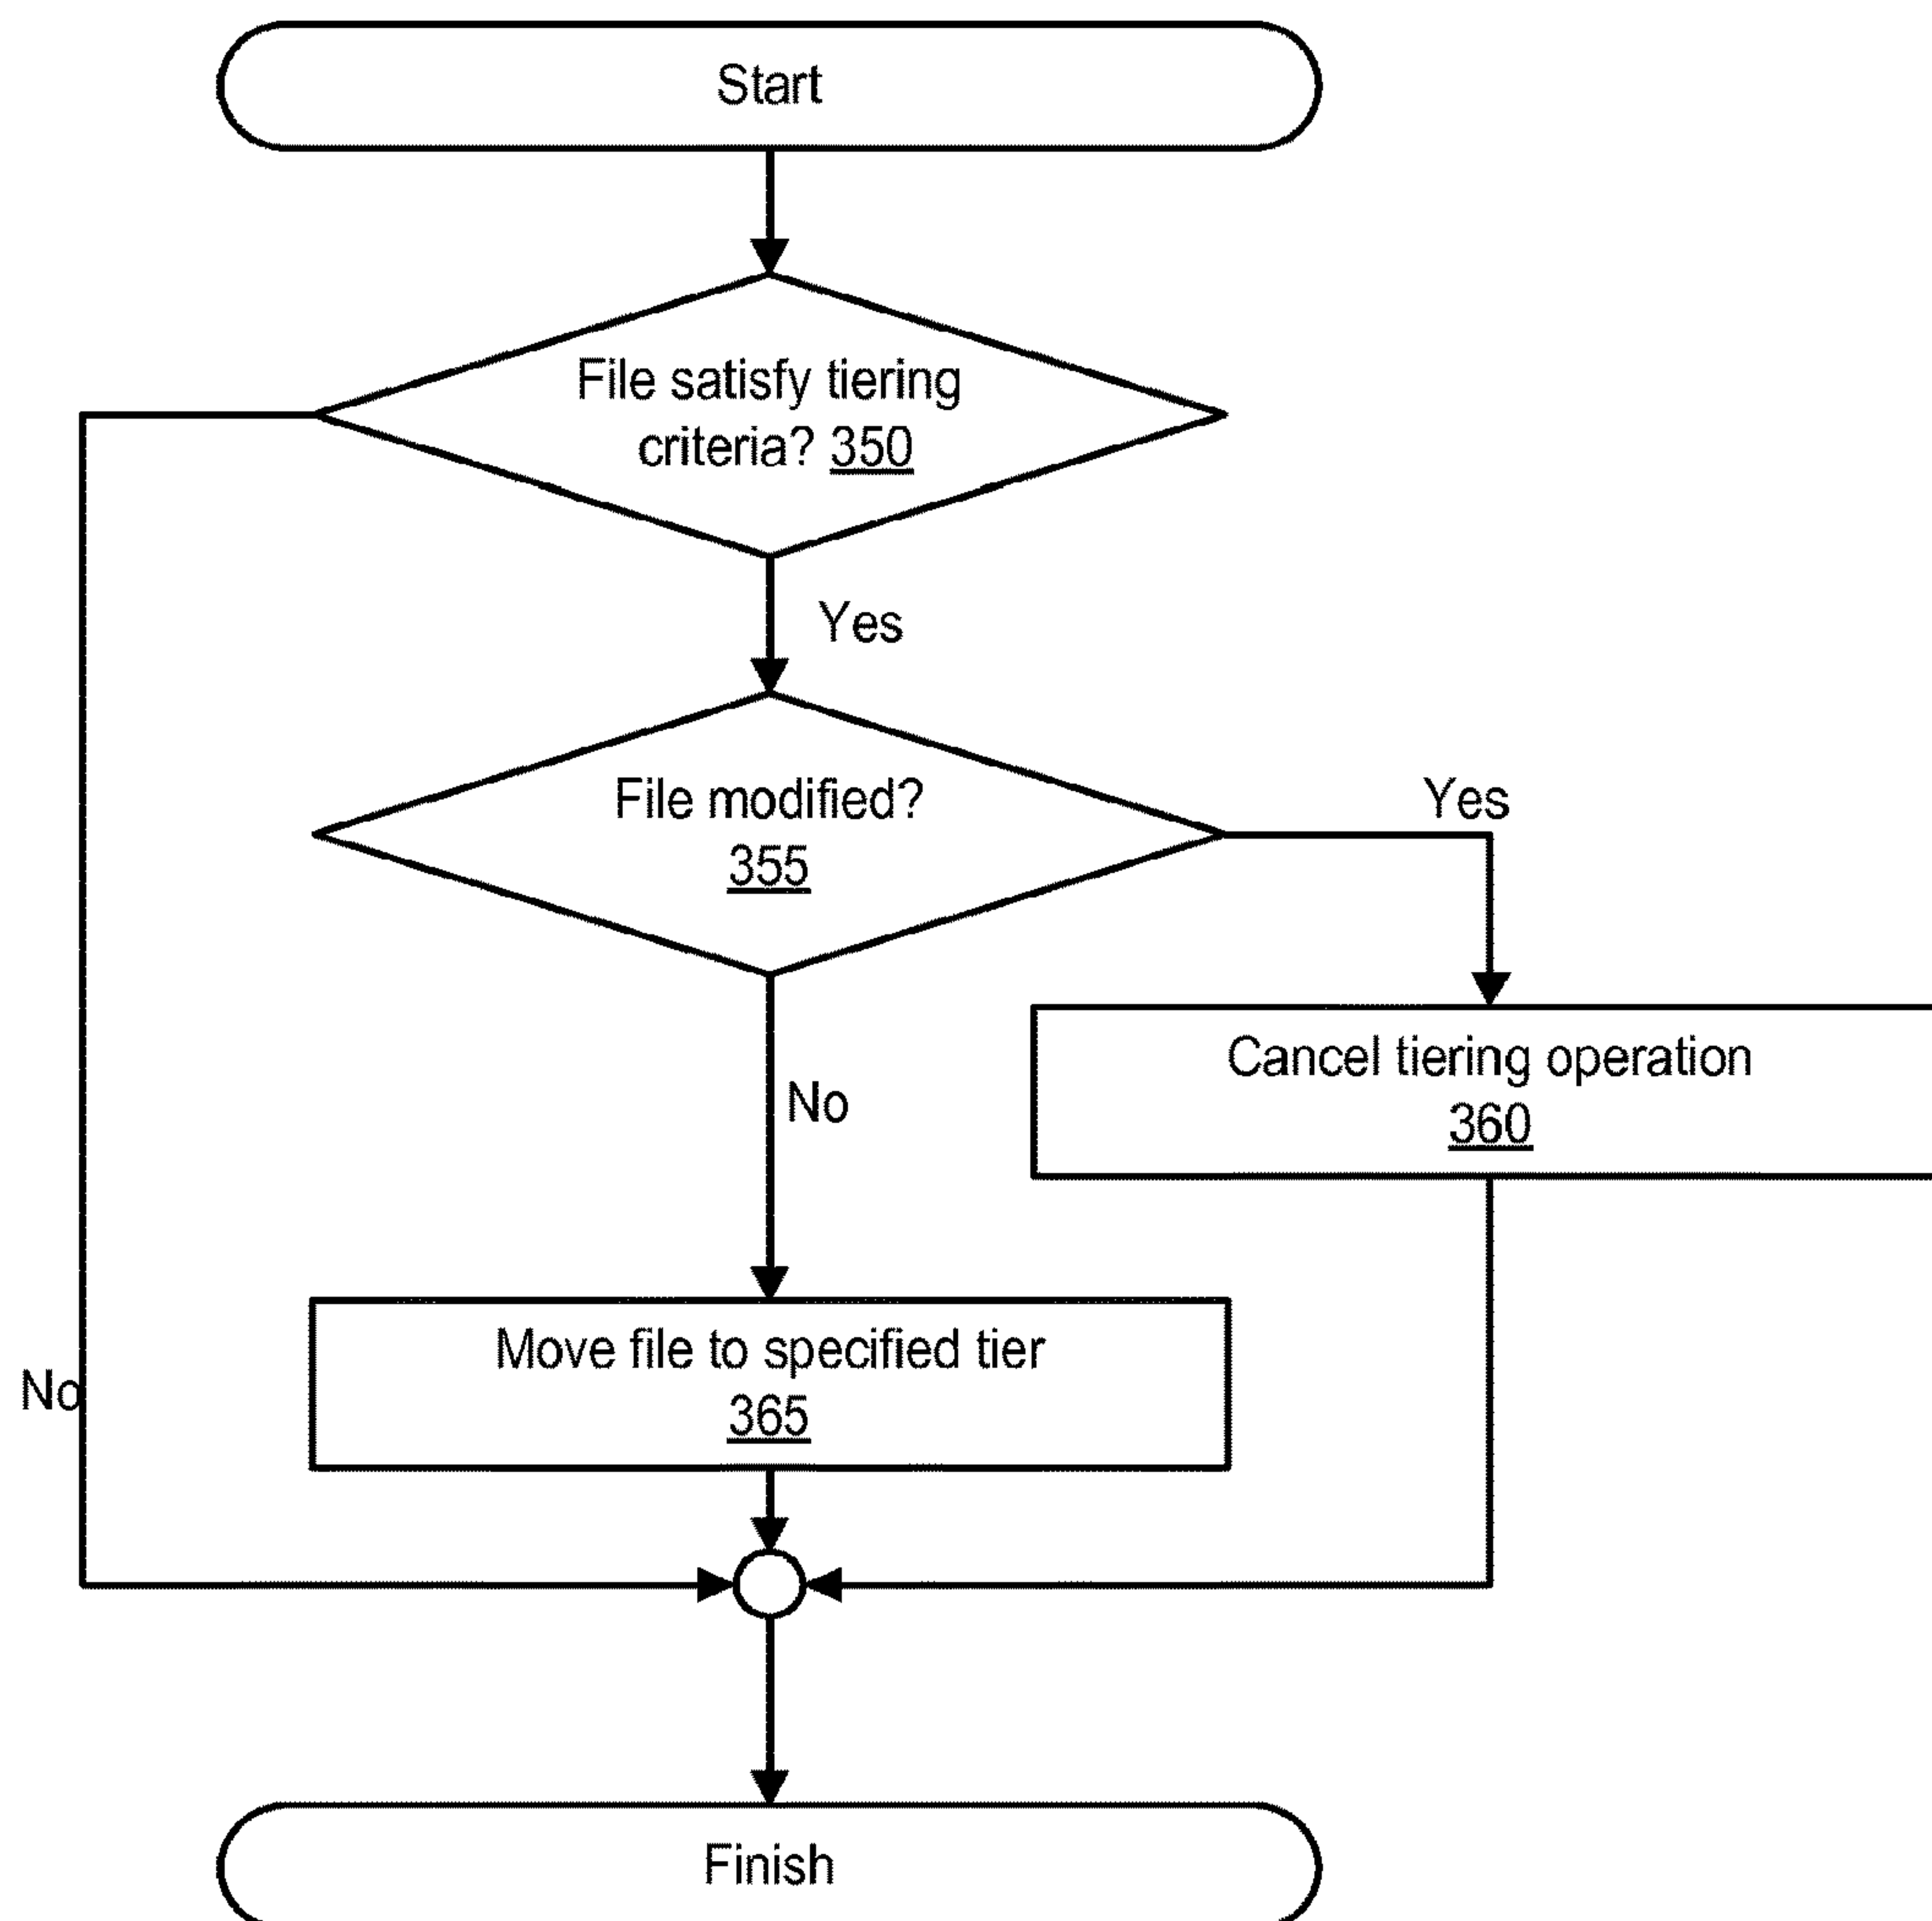 Start
File satisfy tiering
criteria? 350
Yes
File modified?
355
Yes
Cancel tiering operation
360
No
Move file to specified tier
365
No
Finish